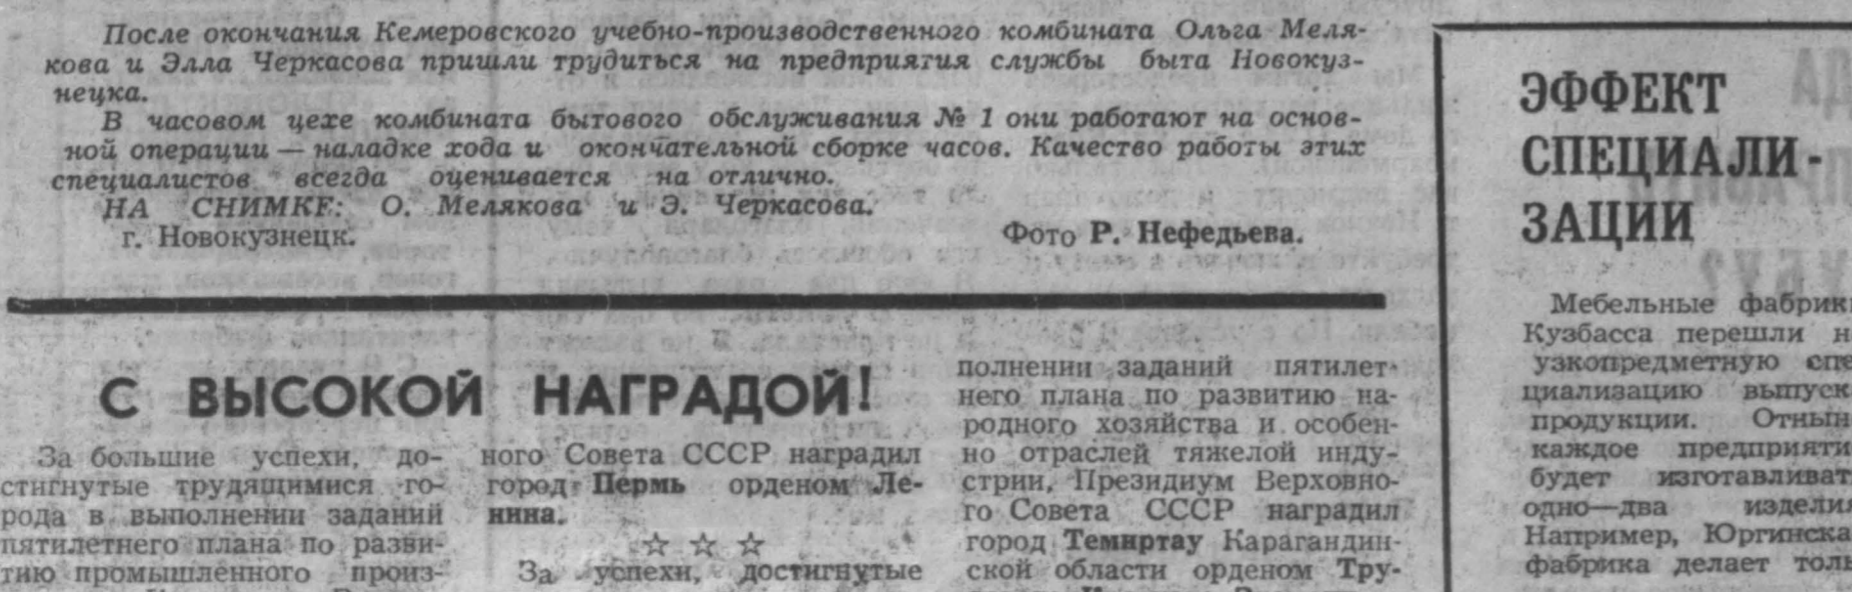 После окончания Кемеровского учебно-производственного комбината Ольга Меля-
кова и Элла Черкасова пришли трудиться на предприятия службы быта Новокуз-
нецка.
В часовом цехе комбината бытового обслуживания № 1 они работают на основ-
ной операции — наладке хода и окончательной сборке часов. Качество работы этих
специалистов всегда оценивается на отлично.
НА СНИМКЕ: О. Мелякова и Э. Черкасова.
г. Новокузнецк.
Фото Р. Нефедьева.
С ВЫСОКОЙ НАГРАДОЙ!
За большие успехи, до-
стигнутые трудящимися го-
рода в выполнении заданий
пятилетнего плана по разви-
тию промышленного произ-
ного Совета СССР наградил
город Пермь орденом Ле-
нина.
☆ ☆ ☆
За успехи, достигнутые
полнении заданий пятилет-
него плана по развитию на-
родного хозяйства и особен-
но отраслей тяжелой инду-
стрии, Президиум Верховно-
го Совета СССР наградил
город Темиртау Карагандин-
ской области орденом Тру-
ЭФФЕКТ
СПЕЦИАЛИ-
ЗАЦИИ
Мебельные фабрики
Кузбасса перешли н
узкопредметную спе
циализацию выпуск
продукции. Отнын
каждое предприяти
будет изготавливат
одно—два изделия
Например, Юргинска
фабрика делает толь